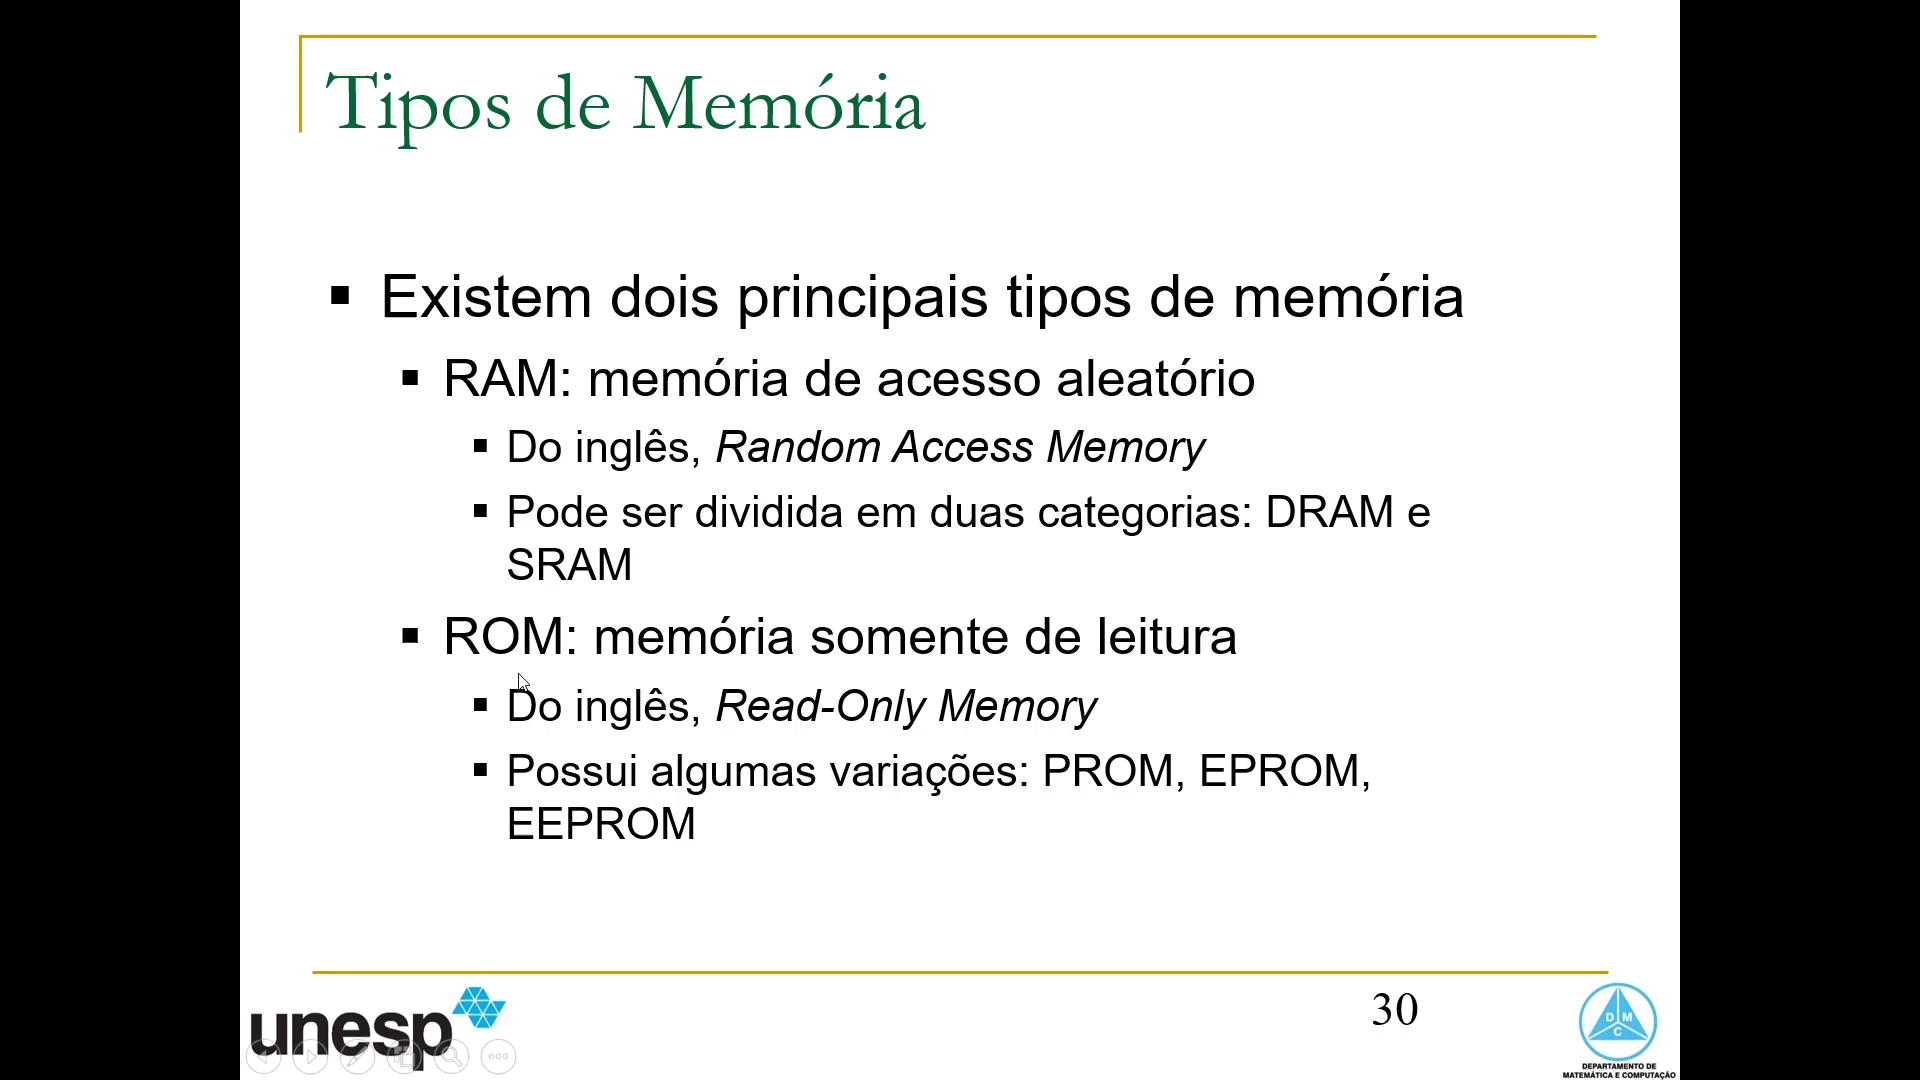 Tipos de Memória
Existem dois principais tipos de memória
RAM: memória de acesso aleatório
Do inglês, Random Access Memory
Pode ser dividida em duas categorias: DRAM e
SRAM
ROM: memória somente de leitura
Do inglês, Read-Only Memory
Possui algumas variações: PROM, EPROM,
EEPROM
unesp
30
D M
C
DEPARTAMENTO DE
MATEMÁTICA E COMPUTAÇÃO